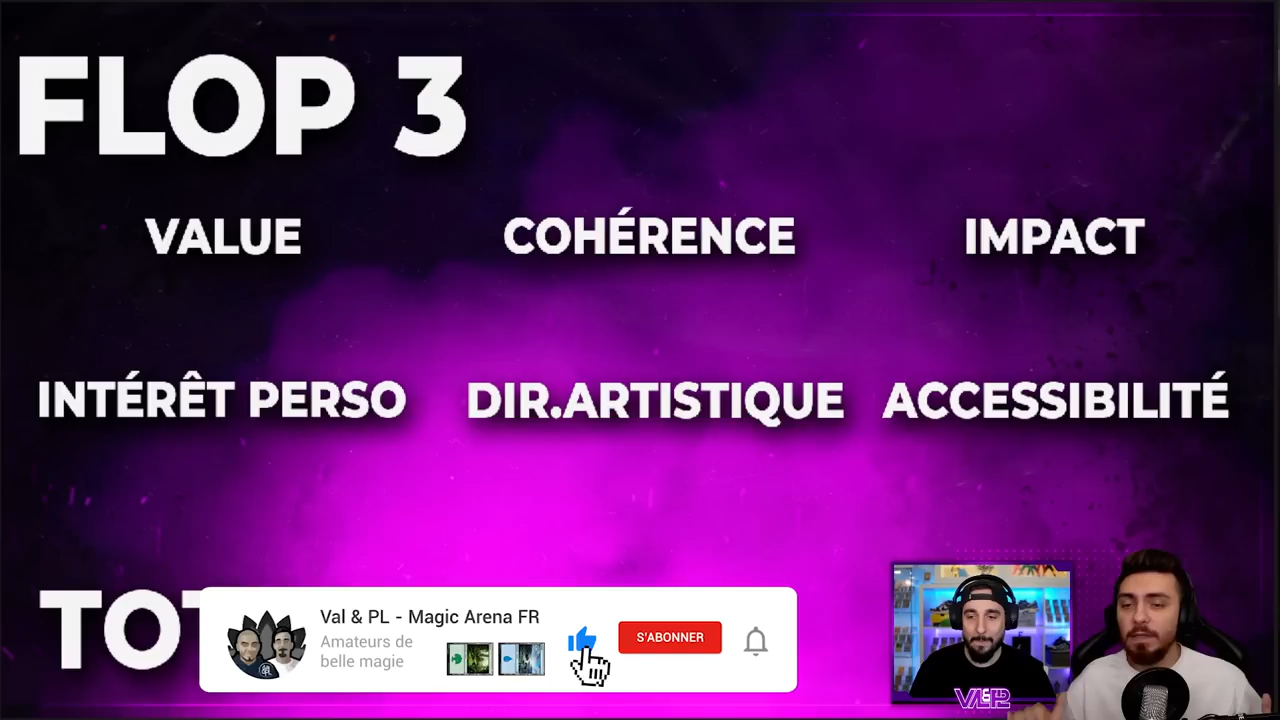 FLOP 3
VALUE
COHÉRENCE
IMPACT
INTÉRÊT PERSO
DIR.ARTISTIQUE
ACCESSIBILITÉ
TOT
Val & PL - Magic Arena FR
Amateurs de
belle magie
S'ABONNER